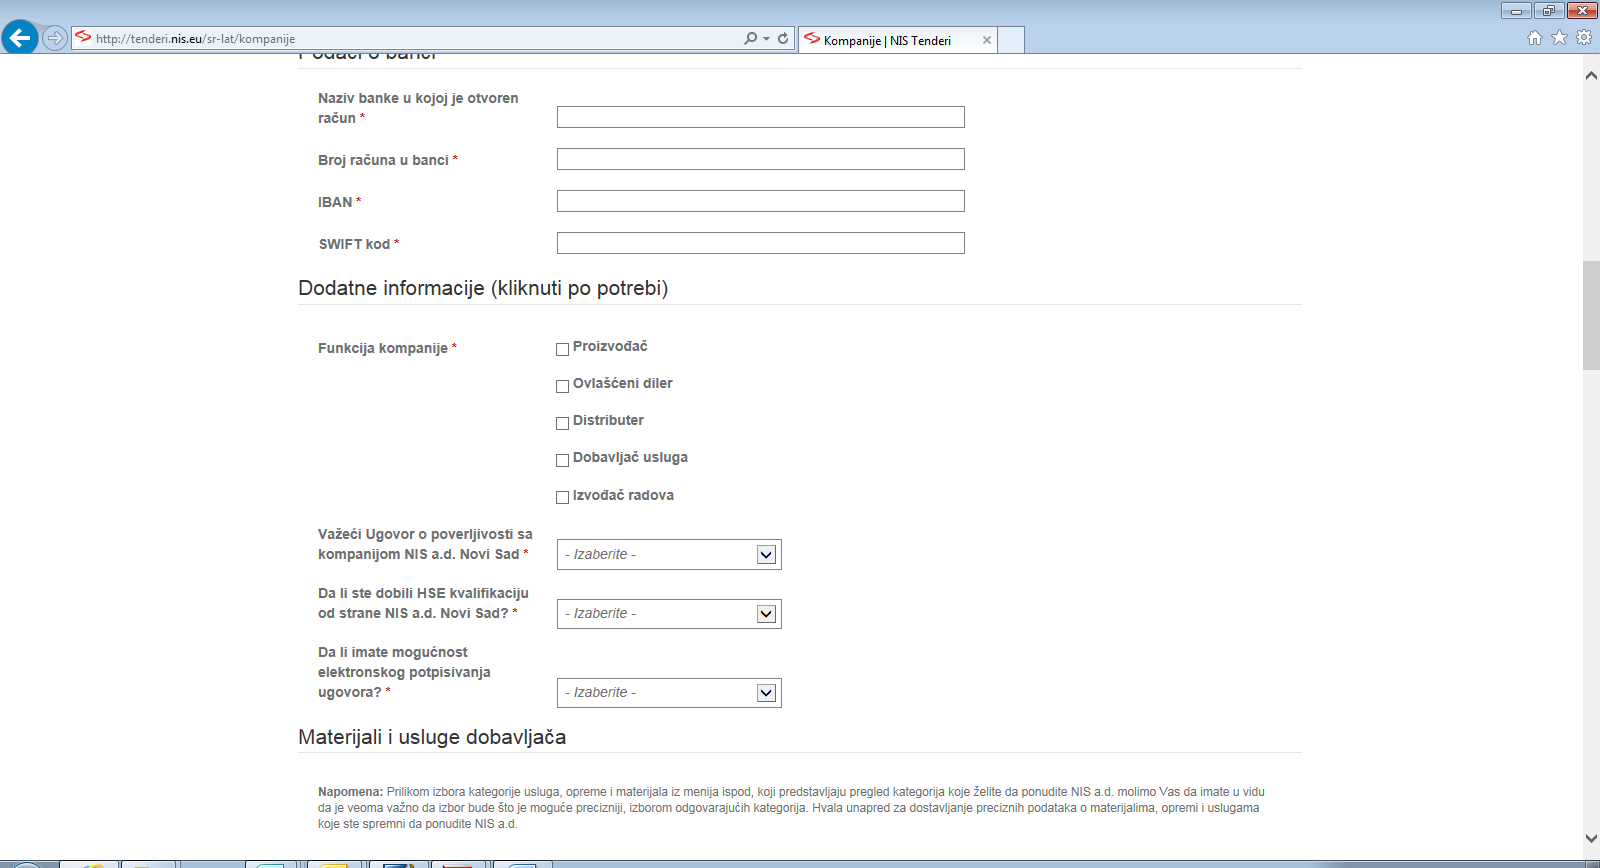 http://tenderi.nis.eu/sr-lat/kompanije
Kompanije | NIS Tenderi
Podaci o banci
Naziv banke u kojoj je otvoren
račun *
Broj računa u banci *
IBAN *
SWIFT kod *
Dodatne informacije (kliknuti po potrebi)
Funkcija kompanije *
Proizvođač
Ovlašćeni diler
Distributer
Dobavljač usluga
Izvođač radova
Važeći Ugovor o poverljivosti sa
kompanijom NIS a.d. Novi Sad *
- Izaberite -
Da li ste dobili HSE kvalifikaciju
od strane NIS a.d. Novi Sad? *
- Izaberite -
Da li imate mogućnost
elektronskog potpisivanja
ugovora? *
- Izaberite -
Materijali i usluge dobavljača
Napomena: Prilikom izbora kategorije usluga, opreme i materijala iz menija ispod, koji predstavljaju pregled kategorija koje želite da ponudite NIS a.d. molimo Vas da imate u vidu
da je veoma važno da izbor bude što je moguće precizniji, izborom odgovarajućih kategorija. Hvala unapred za dostavljanje preciznih podataka o materijalima, opremi i uslugama
koje ste spremni da ponudite NIS a.d.